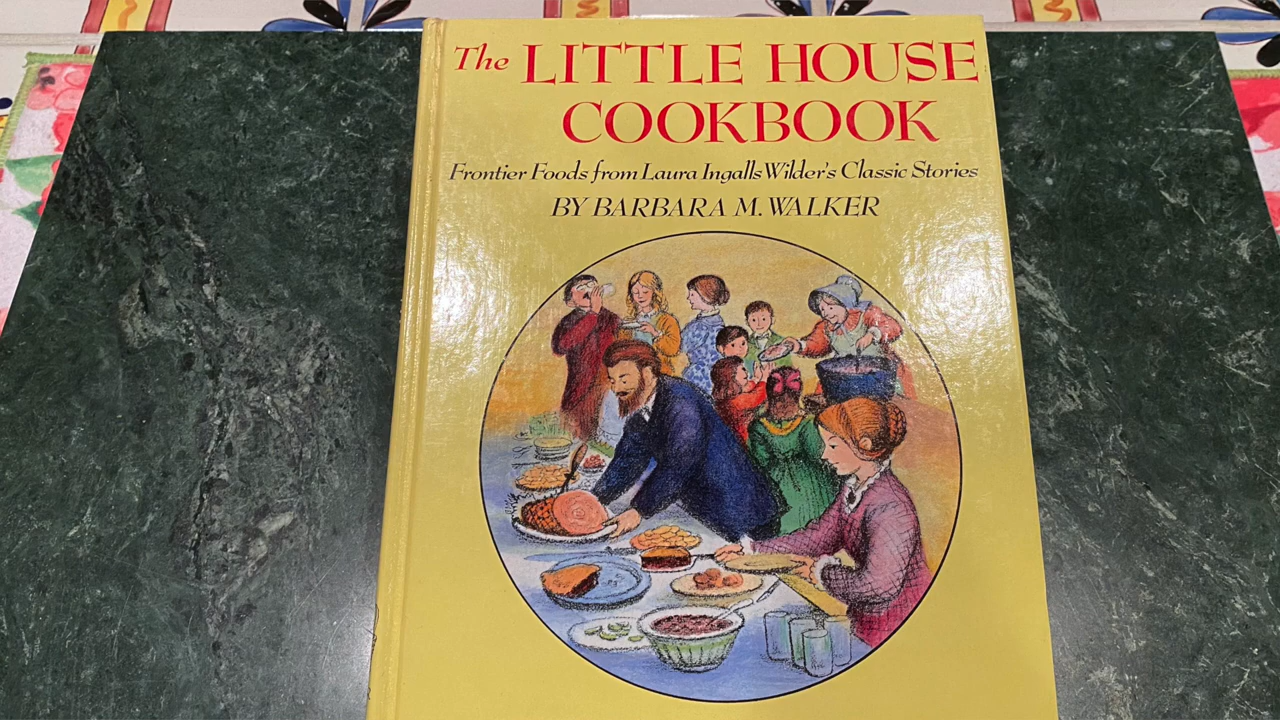 The LITTLE HOUSE
COOKBOOK
Frontier Foods from Laura Ingalls Wilder's Classic Stories
BY BARBARA M. WALKER